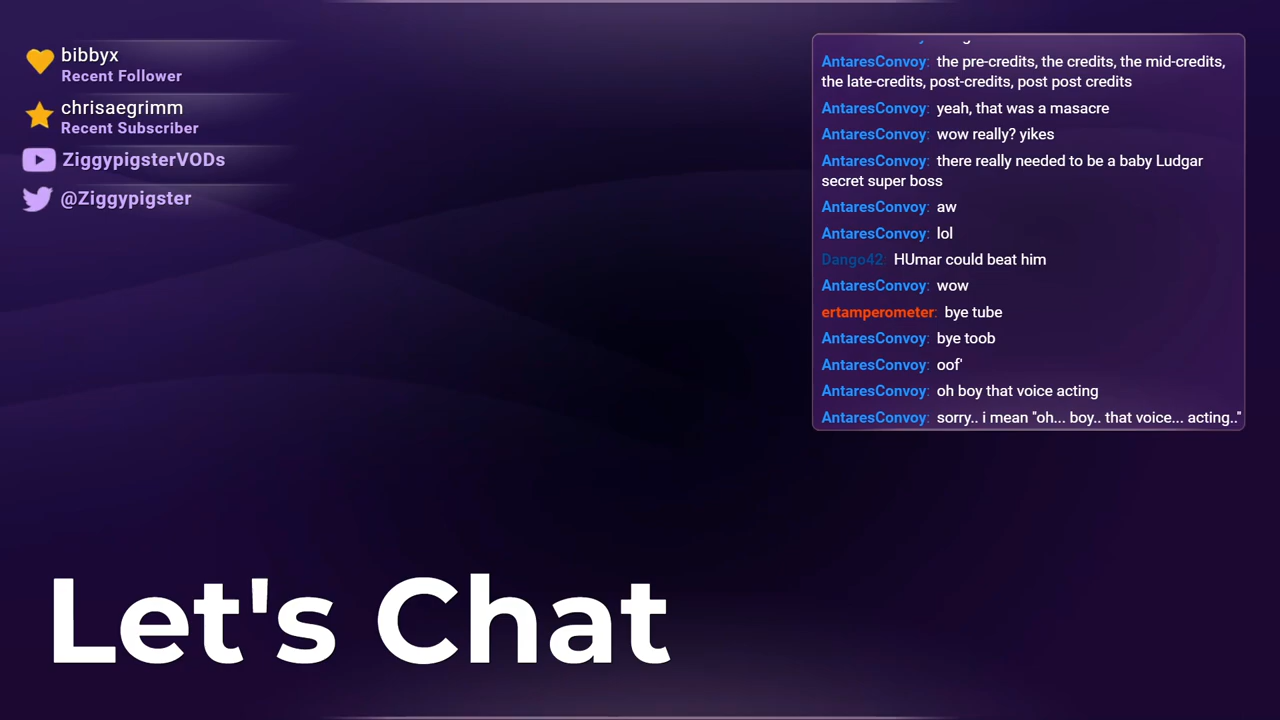 bibbyx
Recent Follower
chrisaegrimm
Recent Subscriber
ZiggypigsterVODs
@Ziggypigster
AntaresConvoy: the pre-credits, the credits, the mid-credits,
the late-credits, post-credits, post post credits
AntaresConvoy: yeah, that was a masacre
AntaresConvoy: wow really? yikes
AntaresConvoy: there really needed to be a baby Ludgar
secret super boss
AntaresConvoy: aw
AntaresConvoy: lol
Dango42: HUmar could beat him
AntaresConvoy: wow
ertamperometer: bye tube
AntaresConvoy: bye toob
AntaresConvoy: oof'
AntaresConvoy: oh boy that voice acting
AntaresConvoy: sorry.. i mean "oh... boy.. that voice... acting.."
Let's Chat